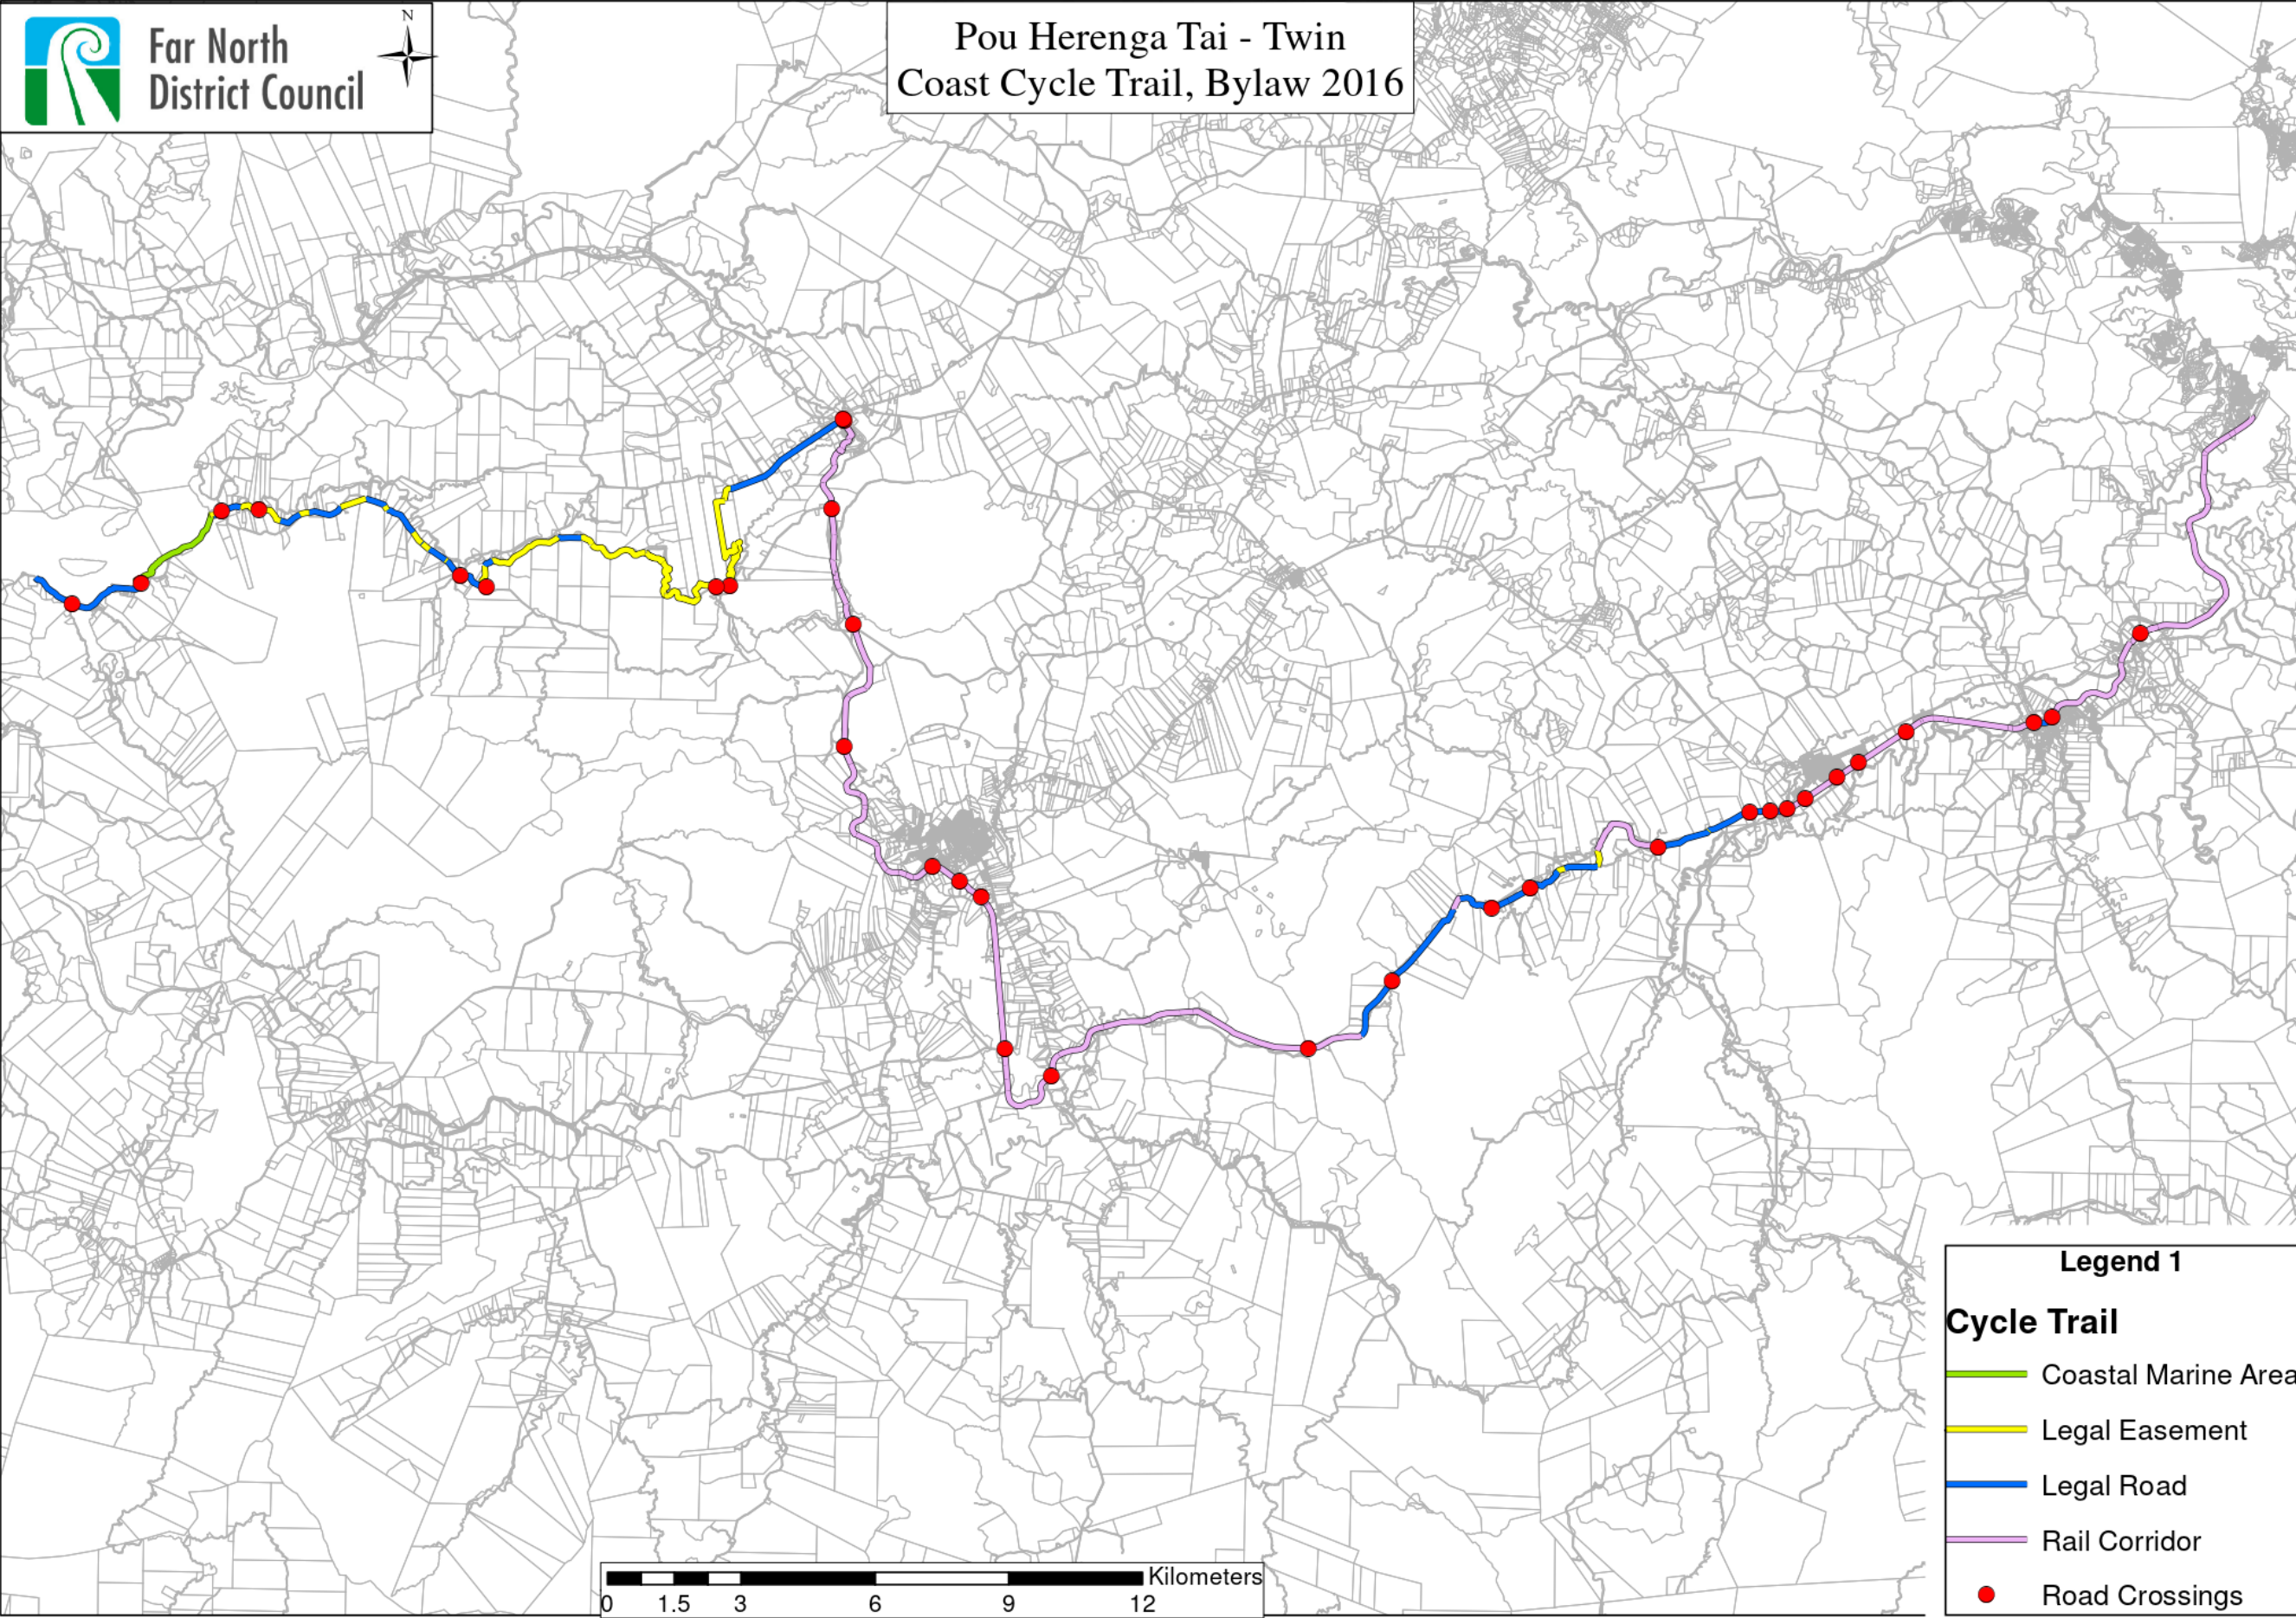 Far North
District Council
N
Pou Herenga Tai - Twin
Coast Cycle Trail, Bylaw 2016
Legend 1
Cycle Trail
Coastal Marine Area
Legal Easement
Legal Road
Rail Corridor
Road Crossings
Kilometers
0 1.5 3 6 9 12